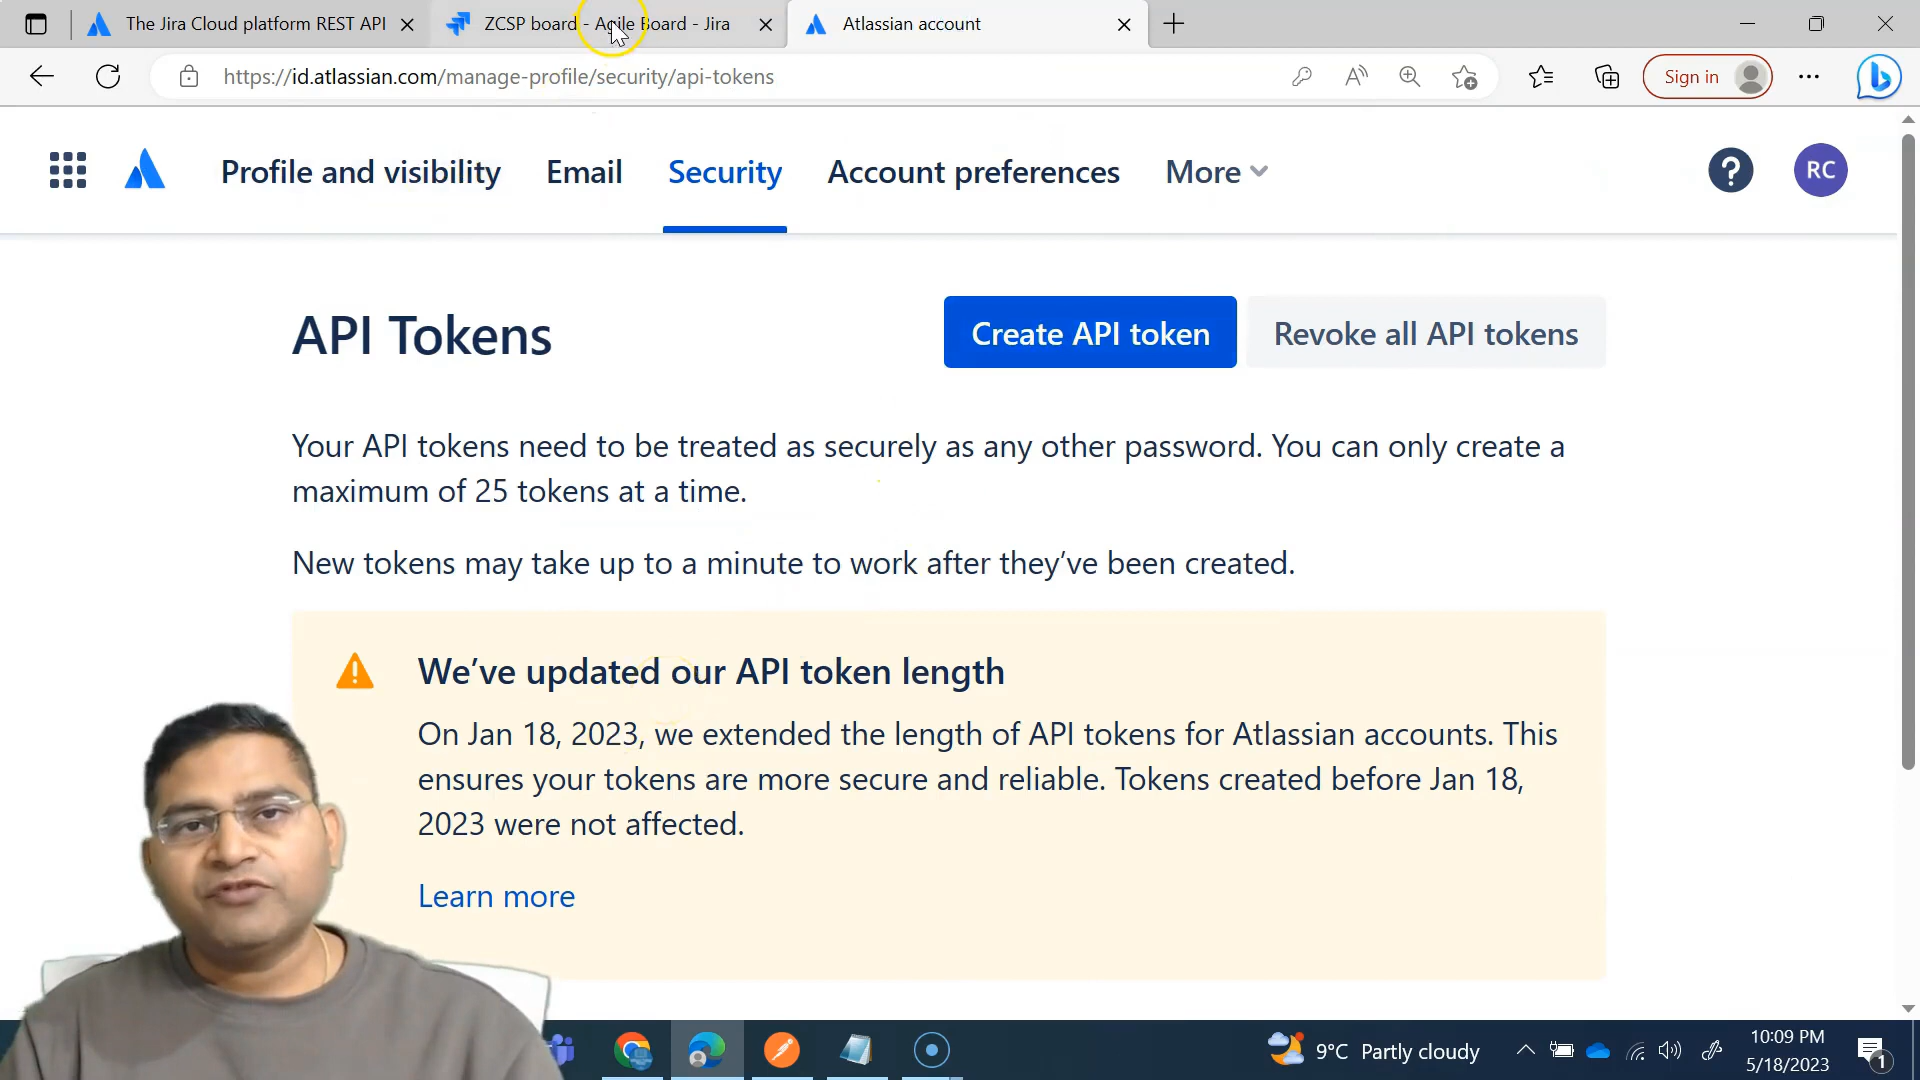 The Jira Cloud platform REST API
ZCSP board - Agile Board - Jira
Atlassian account
https://id.atlassian.com/manage-profile/security/api-tokens
Sign in
Profile and visibility
Email
Security
Account preferences
More
?
RC
API Tokens
Create API token
Revoke all API tokens
Your API tokens need to be treated as securely as any other password. You can only create a
maximum of 25 tokens at a time.
New tokens may take up to a minute to work after they’ve been created.
We’ve updated our API token length
On Jan 18, 2023, we extended the length of API tokens for Atlassian accounts. This
ensures your tokens are more secure and reliable. Tokens created before Jan 18,
2023 were not affected.
Learn more
9°C Partly cloudy
10:09 PM
5/18/2023
1